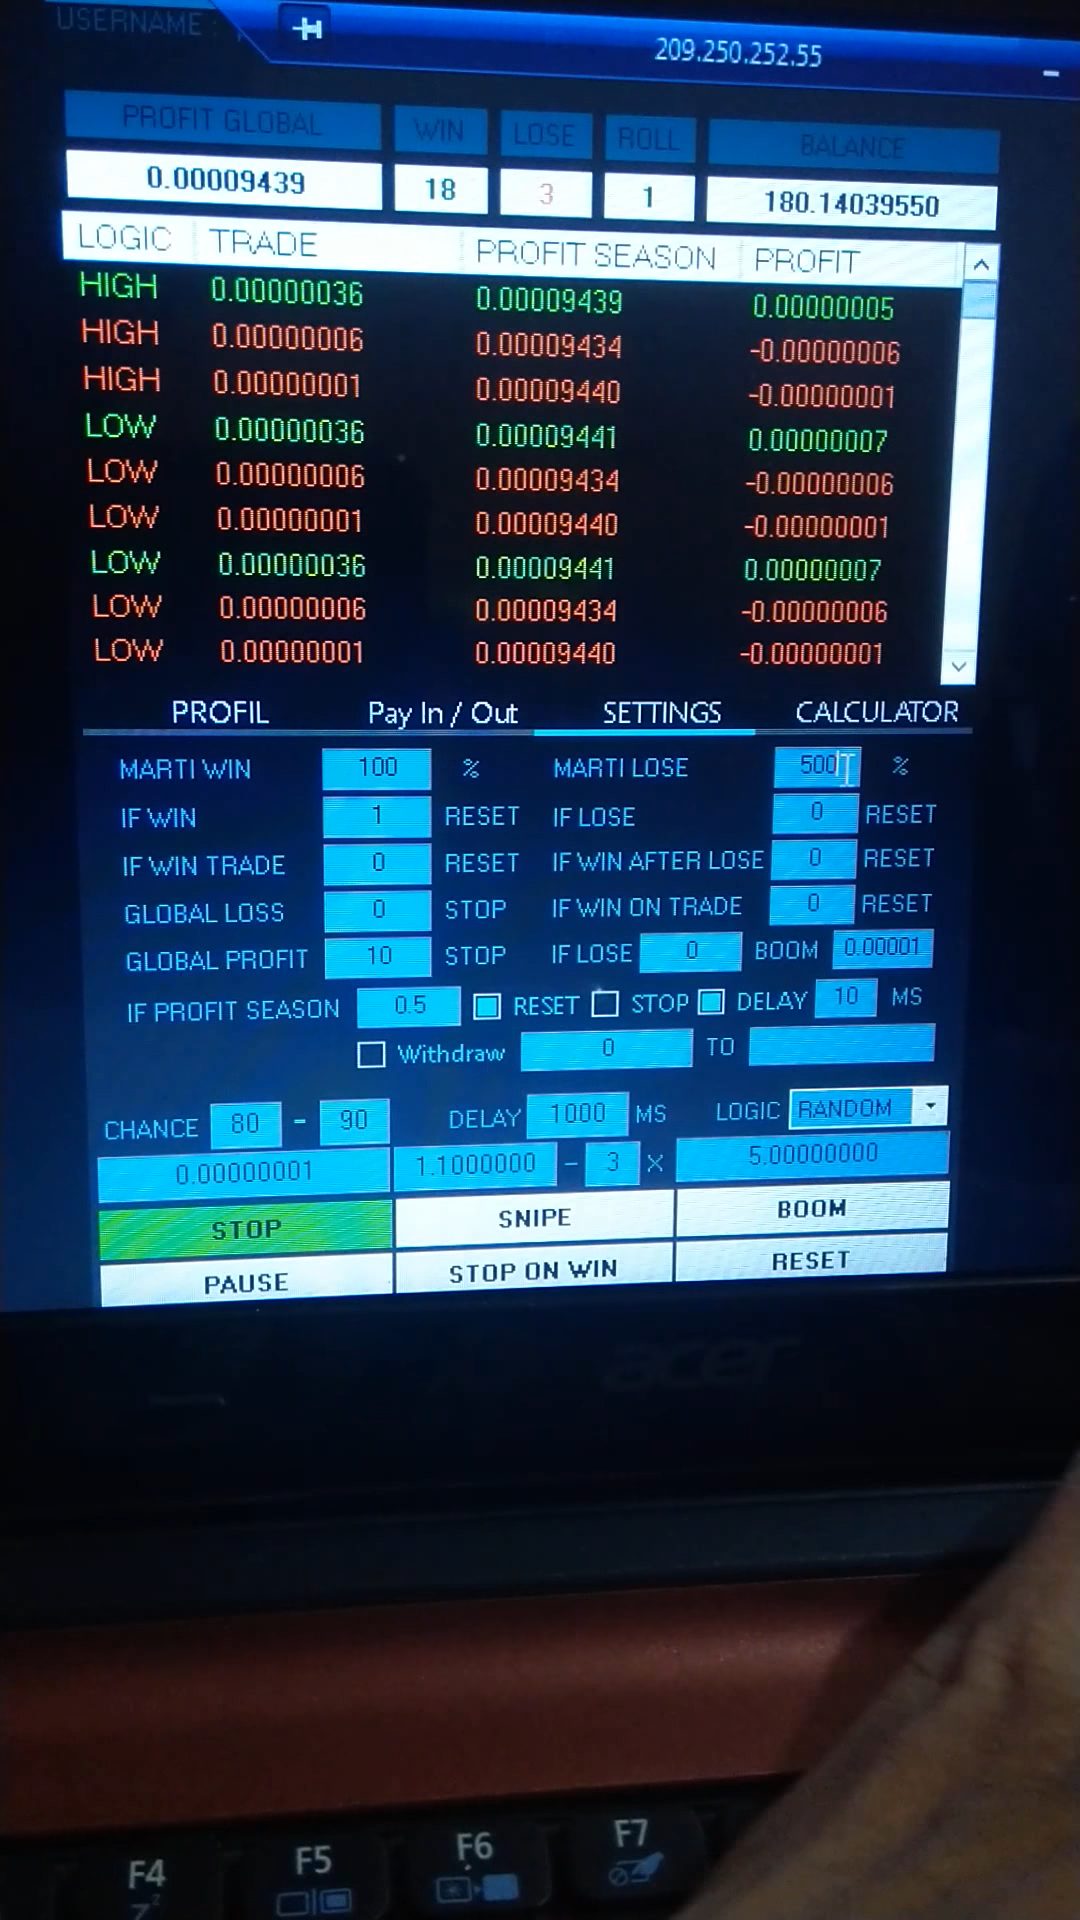 USERNAME :
209.250.252.55
PROFIT GLOBAL WIN LOSE ROLL BALANCE
0.00009439 18 3 1 180.14039550
LOGIC TRADE PROFIT SEASON PROFIT
HIGH 0.00000036 0.00009439 0.00000005
HIGH 0.00000006 0.00009434 -0.00000006
HIGH 0.00000001 0.00009440 -0.00000001
LOW 0.00000036 0.00009441 0.00000007
LOW 0.00000006 0.00009434 -0.00000006
LOW 0.00000001 0.00009440 -0.00000001
LOW 0.00000036 0.00009441 0.00000007
LOW 0.00000006 0.00009434 -0.00000006
LOW 0.00000001 0.00009440 -0.00000001
PROFIL Pay In / Out SETTINGS CALCULATOR
MARTI WIN 100 % MARTI LOSE 500 %
IF WIN 1 RESET IF LOSE 0 RESET
IF WIN TRADE 0 RESET IF WIN AFTER LOSE 0 RESET
GLOBAL LOSS 0 STOP IF WIN ON TRADE 0 RESET
GLOBAL PROFIT 10 STOP IF LOSE 0 BOOM 0.00001
IF PROFIT SEASON 0.5 RESET STOP DELAY 10 MS
Withdraw 0 TO
CHANCE 80 - 90 DELAY 1000 MS LOGIC RANDOM
0.00000001 1.1000000 - 3 X 5.00000000
STOP SNIPE BOOM
PAUSE STOP ON WIN RESET
acer
F4 F5 F6 F7
Zz